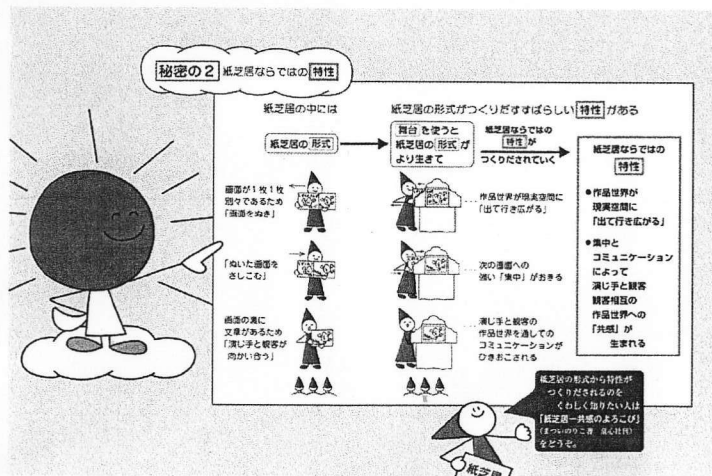 秘密の2 紙芝居ならではの 特性
紙芝居の中には
紙芝居の形式がつくりだすすばらしい 特性 がある
紙芝居の 形式
舞台 を使うと
紙芝居の 形式 が
より生きて
紙芝居ならではの
特性 が
つくりだされていく
画面が1枚1枚
別々であるため
「画面をぬき」
作品世界が現実空間に
「出て行き広がる」
「ぬいた画面を
さしこむ」
次の画面への
強い「集中」がおきる
画面の裏に
文章があるため
「演じ手と観客が
向かい合う」
演じ手と観客の
作品世界を通しての
コミュニケーションが
ひきおこされる
紙芝居ならではの
特性
●作品世界が
現実空間に
「出て行き広がる」
●集中と
コミュニケーション
によって
演じ手と観客
観客相互の
作品世界への
「共感」が
生まれる
紙芝居の形式から特性が
つくりだされるのを
くわしく知りたい人は
「紙芝居―共感のよろこび」
(まついのりこ著 童心社刊)
をどうぞ。
紙芝居